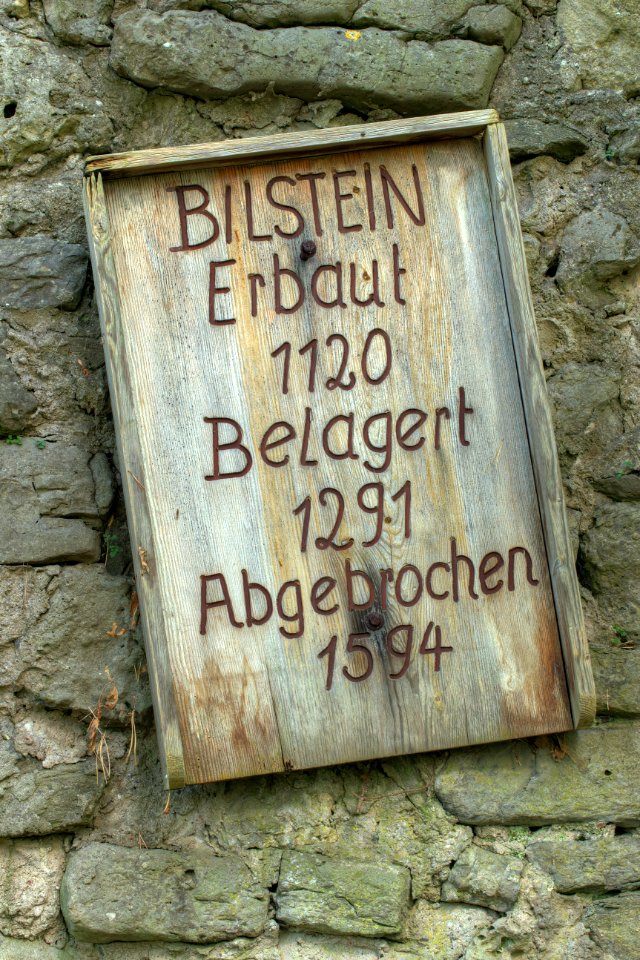 BILSTEIN
Erbaut
1120
Belagert
1291
Abgebrochen
1594